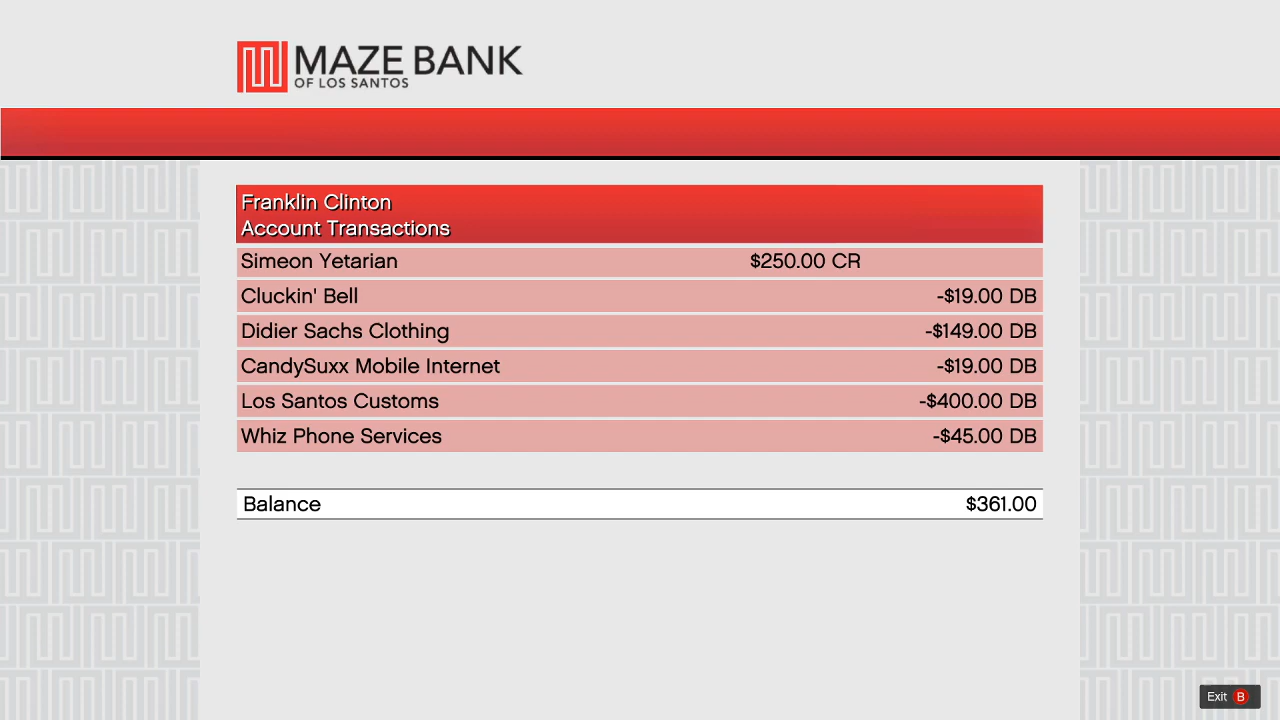 MAZE BANK
OF LOS SANTOS
Franklin Clinton
Account Transactions
Simeon Yetarian $250.00 CR
Cluckin' Bell -$19.00 DB
Didier Sachs Clothing -$149.00 DB
CandySuxx Mobile Internet -$19.00 DB
Los Santos Customs -$400.00 DB
Whiz Phone Services -$45.00 DB
Balance $361.00
Exit B